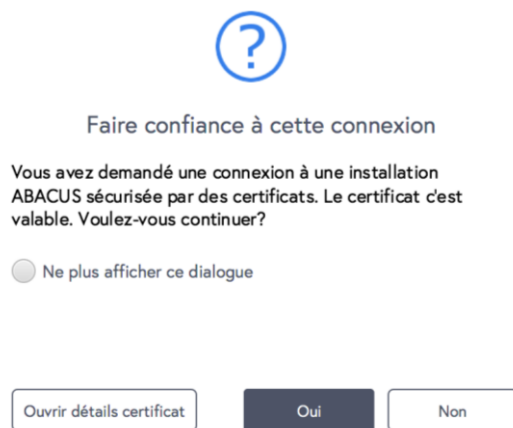 ?
Faire confiance à cette connexion
Vous avez demandé une connexion à une installation
ABACUS sécurisée par des certificats. Le certificat c'est
valable. Voulez-vous continuer?
Ne plus afficher ce dialogue
Ouvrir détails certificat Oui Non